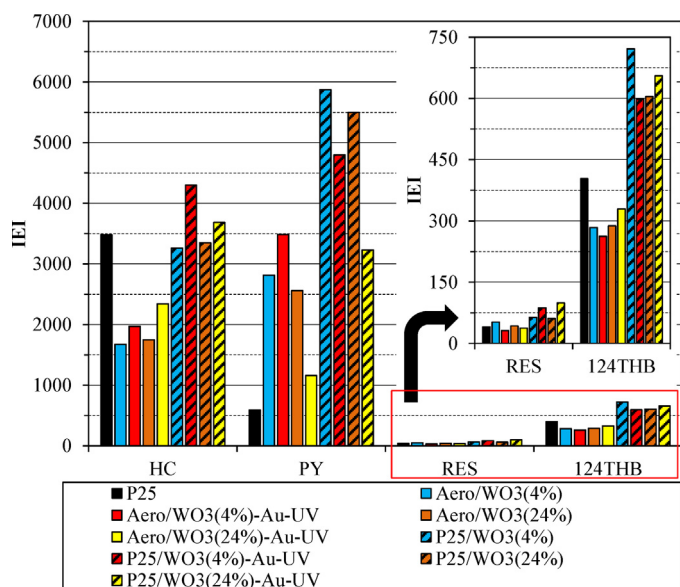 7000
6000
5000
4000
3000
2000
1000
0
IEI
HC
PY
RES
124THB
750
600
450
300
150
0
IEI
RES
124THB
P25
Aero/WO3(4%)
Aero/WO3(4%)-Au-UV
Aero/WO3(24%)
Aero/WO3(24%)-Au-UV
P25/WO3(4%)
P25/WO3(4%)-Au-UV
P25/WO3(24%)
P25/WO3(24%)-Au-UV